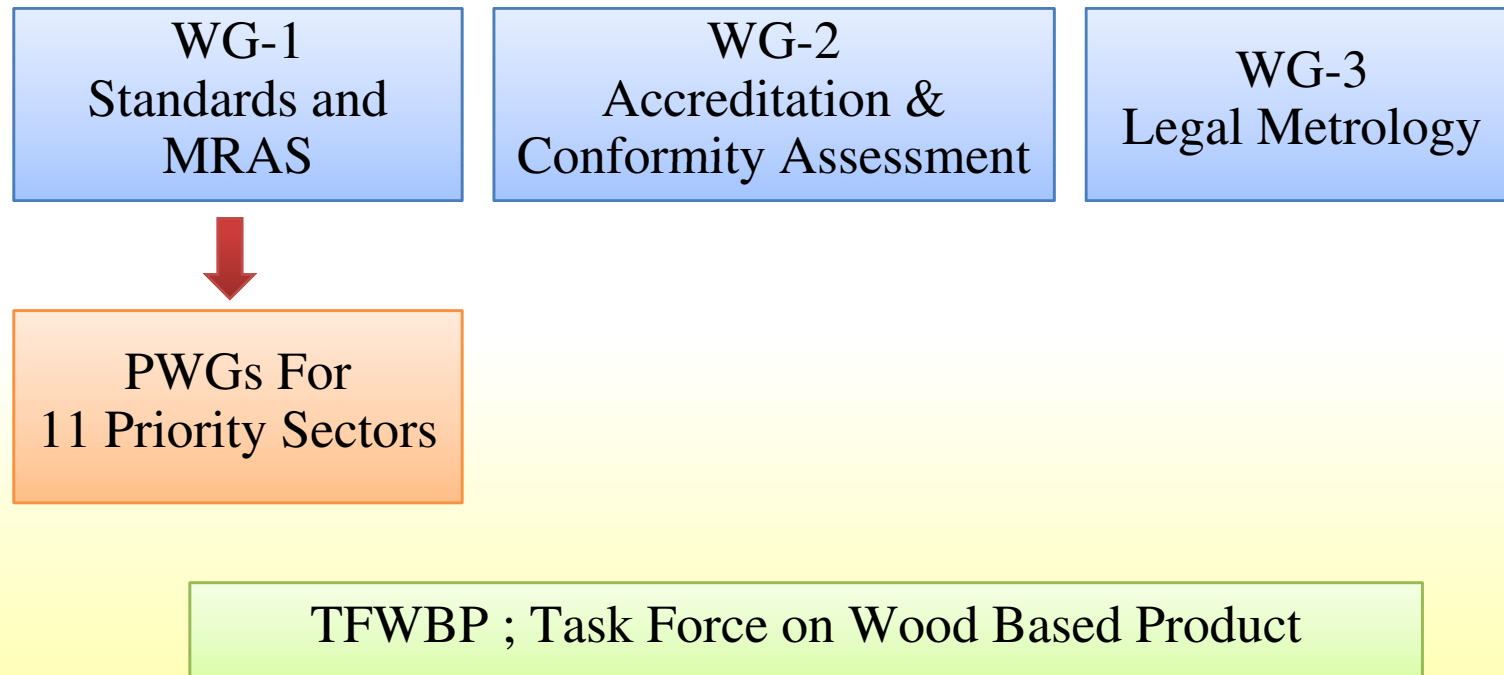 WG-1
Standards and
MRAS
WG-2
Accreditation &
Conformity Assessment
WG-3
Legal Metrology
PWGs For
11 Priority Sectors
TFWBP ; Task Force on Wood Based Product